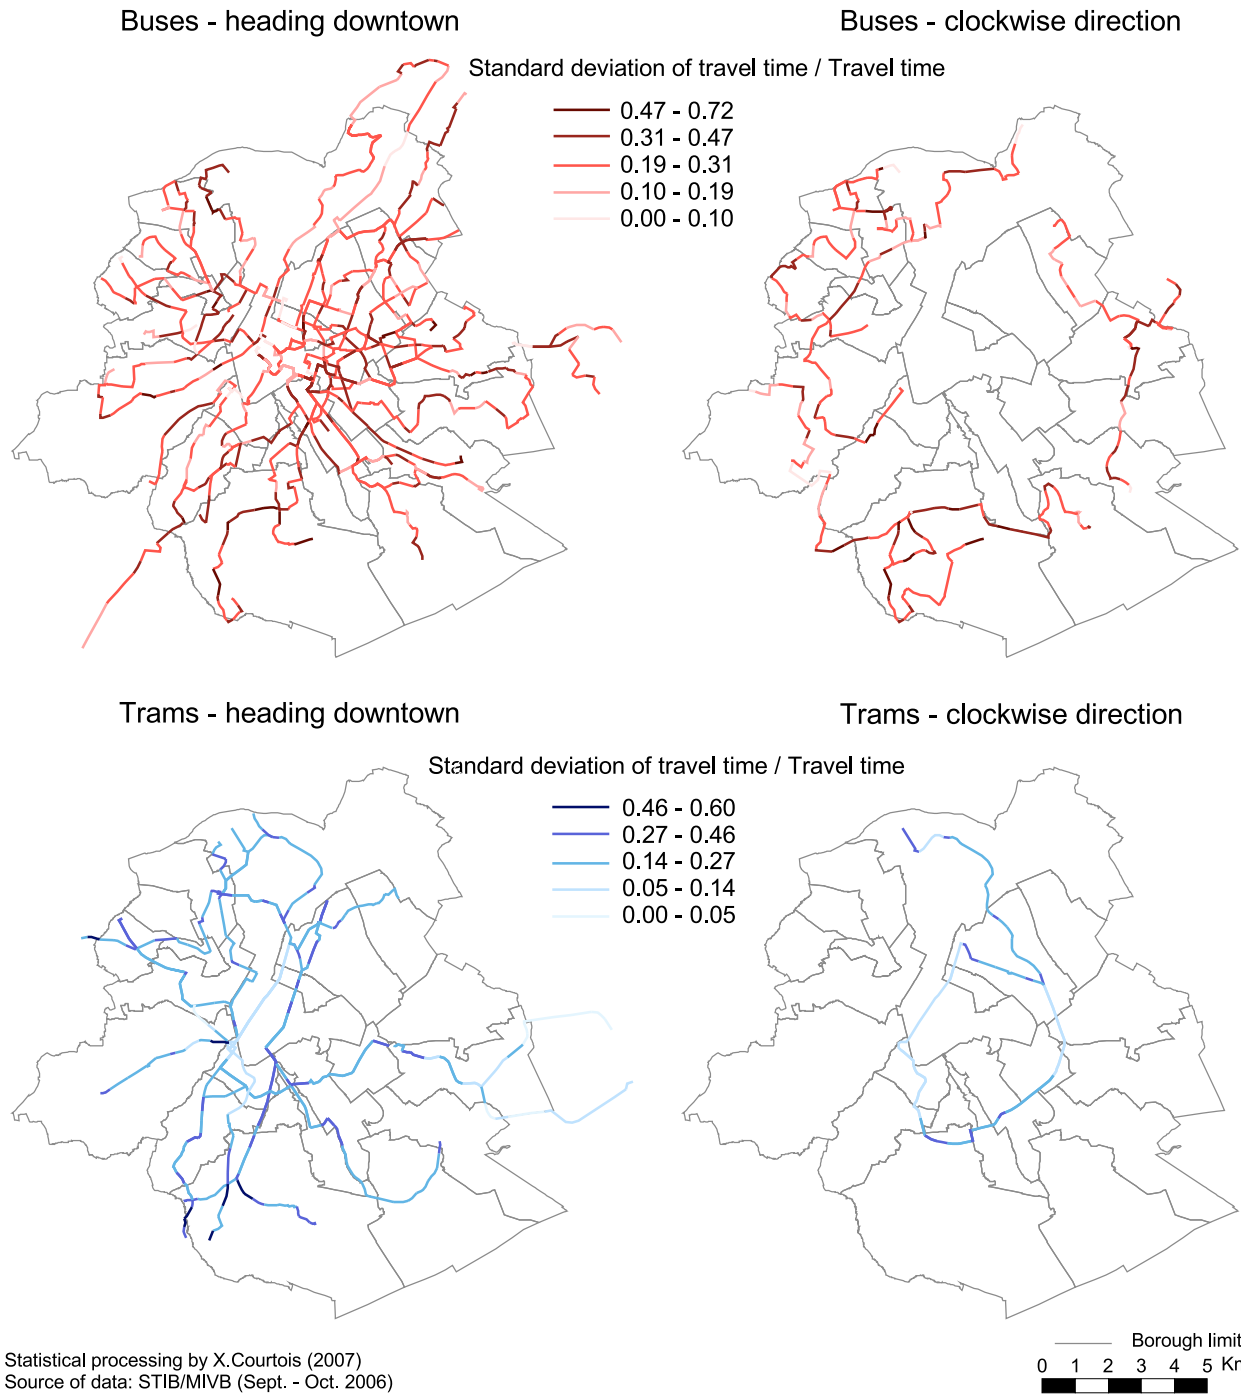 Buses - heading downtown
Buses - clockwise direction
Standard deviation of travel time / Travel time
0.47 - 0.72
0.31 - 0.47
0.19 - 0.31
0.10 - 0.19
0.00 - 0.10
Trams - heading downtown
Trams - clockwise direction
Standard deviation of travel time / Travel time
0.46 - 0.60
0.27 - 0.46
0.14 - 0.27
0.05 - 0.14
0.00 - 0.05
Statistical processing by X.Courtois (2007)
Source of data: STIB/MIVB (Sept. - Oct. 2006)
Borough limit
0 1 2 3 4 5 Km